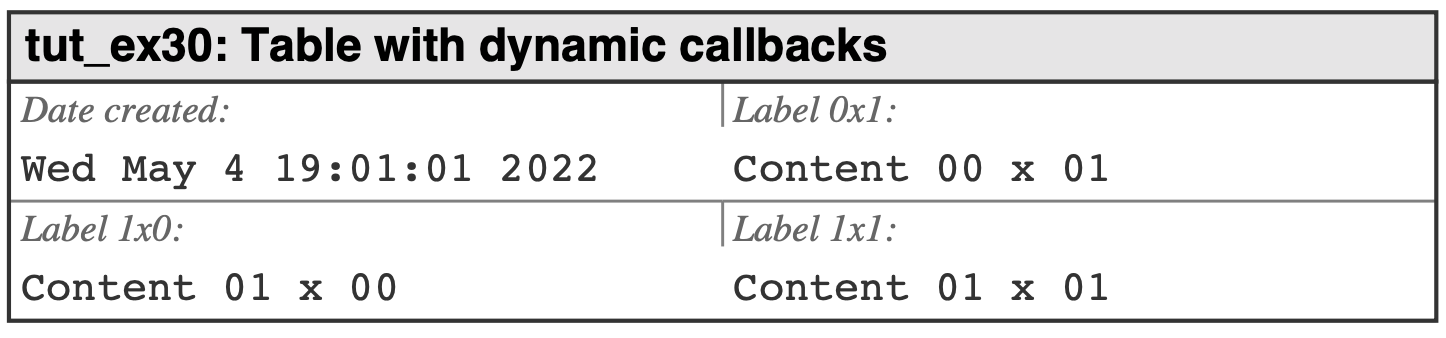 tut_ex30: Table with dynamic callbacks
Date created:
Label 0x1:
Wed May 4 19:01:01 2022
Content 00 x 01
Label 1x0:
Label 1x1:
Content 01 x 00
Content 01 x 01